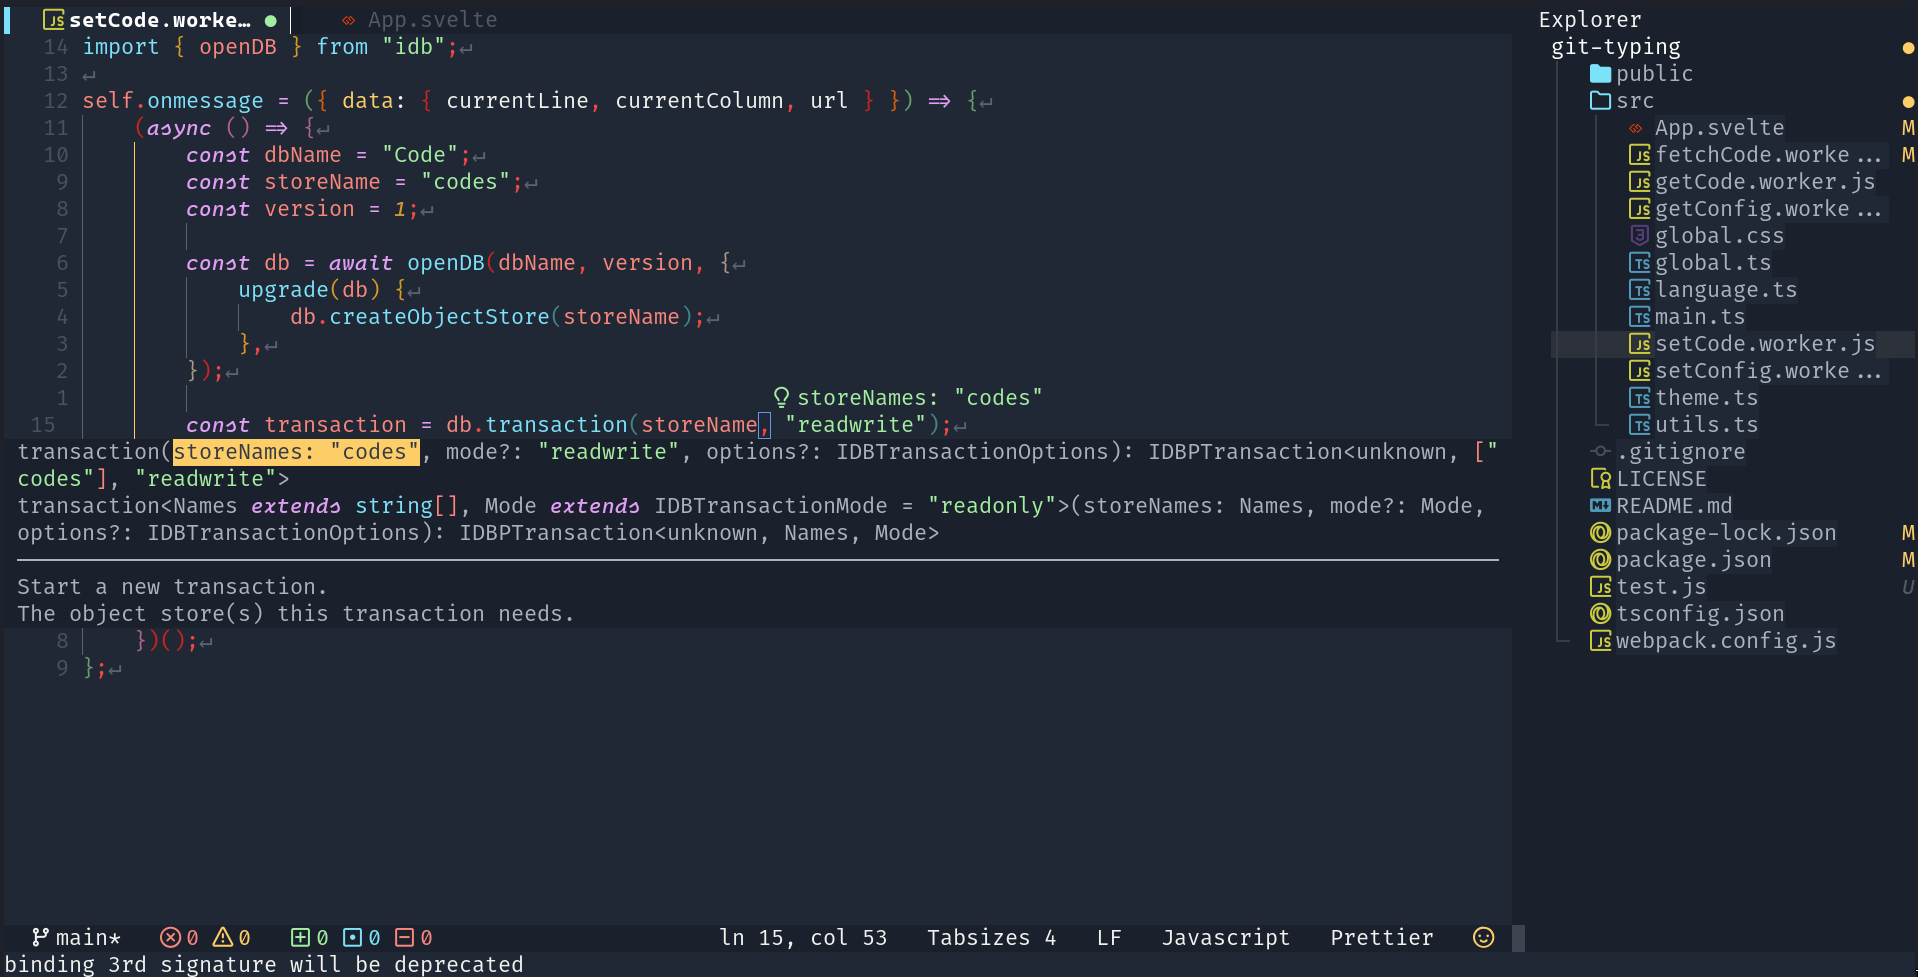 setCode.worke… ● App.svelte
14 import { openDB } from "idb";↵
13 ↵
12 self.onmessage = ({ data: { currentLine, currentColumn, url } }) => {↵
11 (async () => {↵
10 const dbName = "Code";↵
9 const storeName = "codes";↵
8 const version = 1;↵
7
6 const db = await openDB(dbName, version, {↵
5 upgrade(db) {↵
4 db.createObjectStore(storeName);↵
3 },↵
2 });↵
1 storeNames: "codes"
15 const transaction = db.transaction(storeName, "readwrite");↵
transaction(storeNames: "codes", mode?: "readwrite", options?: IDBTransactionOptions): IDBPTransaction<unknown, ["
codes"], "readwrite">
transaction<Names extends string[], Mode extends IDBTransactionMode = "readonly">(storeNames: Names, mode?: Mode,
options?: IDBTransactionOptions): IDBPTransaction<unknown, Names, Mode>
Start a new transaction.
The object store(s) this transaction needs.
8 })();↵
9 };↵
Explorer
git-typing ●
public
src ●
App.svelte M
fetchCode.worke... M
getCode.worker.js
getConfig.worke...
global.css
global.ts
language.ts
main.ts
setCode.worker.js
setConfig.worke...
theme.ts
utils.ts
.gitignore
LICENSE
README.md
package-lock.json M
package.json M
test.js U
tsconfig.json
webpack.config.js
main* 0 0 0 0 0 ln 15, col 53 Tabsizes 4 LF Javascript Prettier
binding 3rd signature will be deprecated